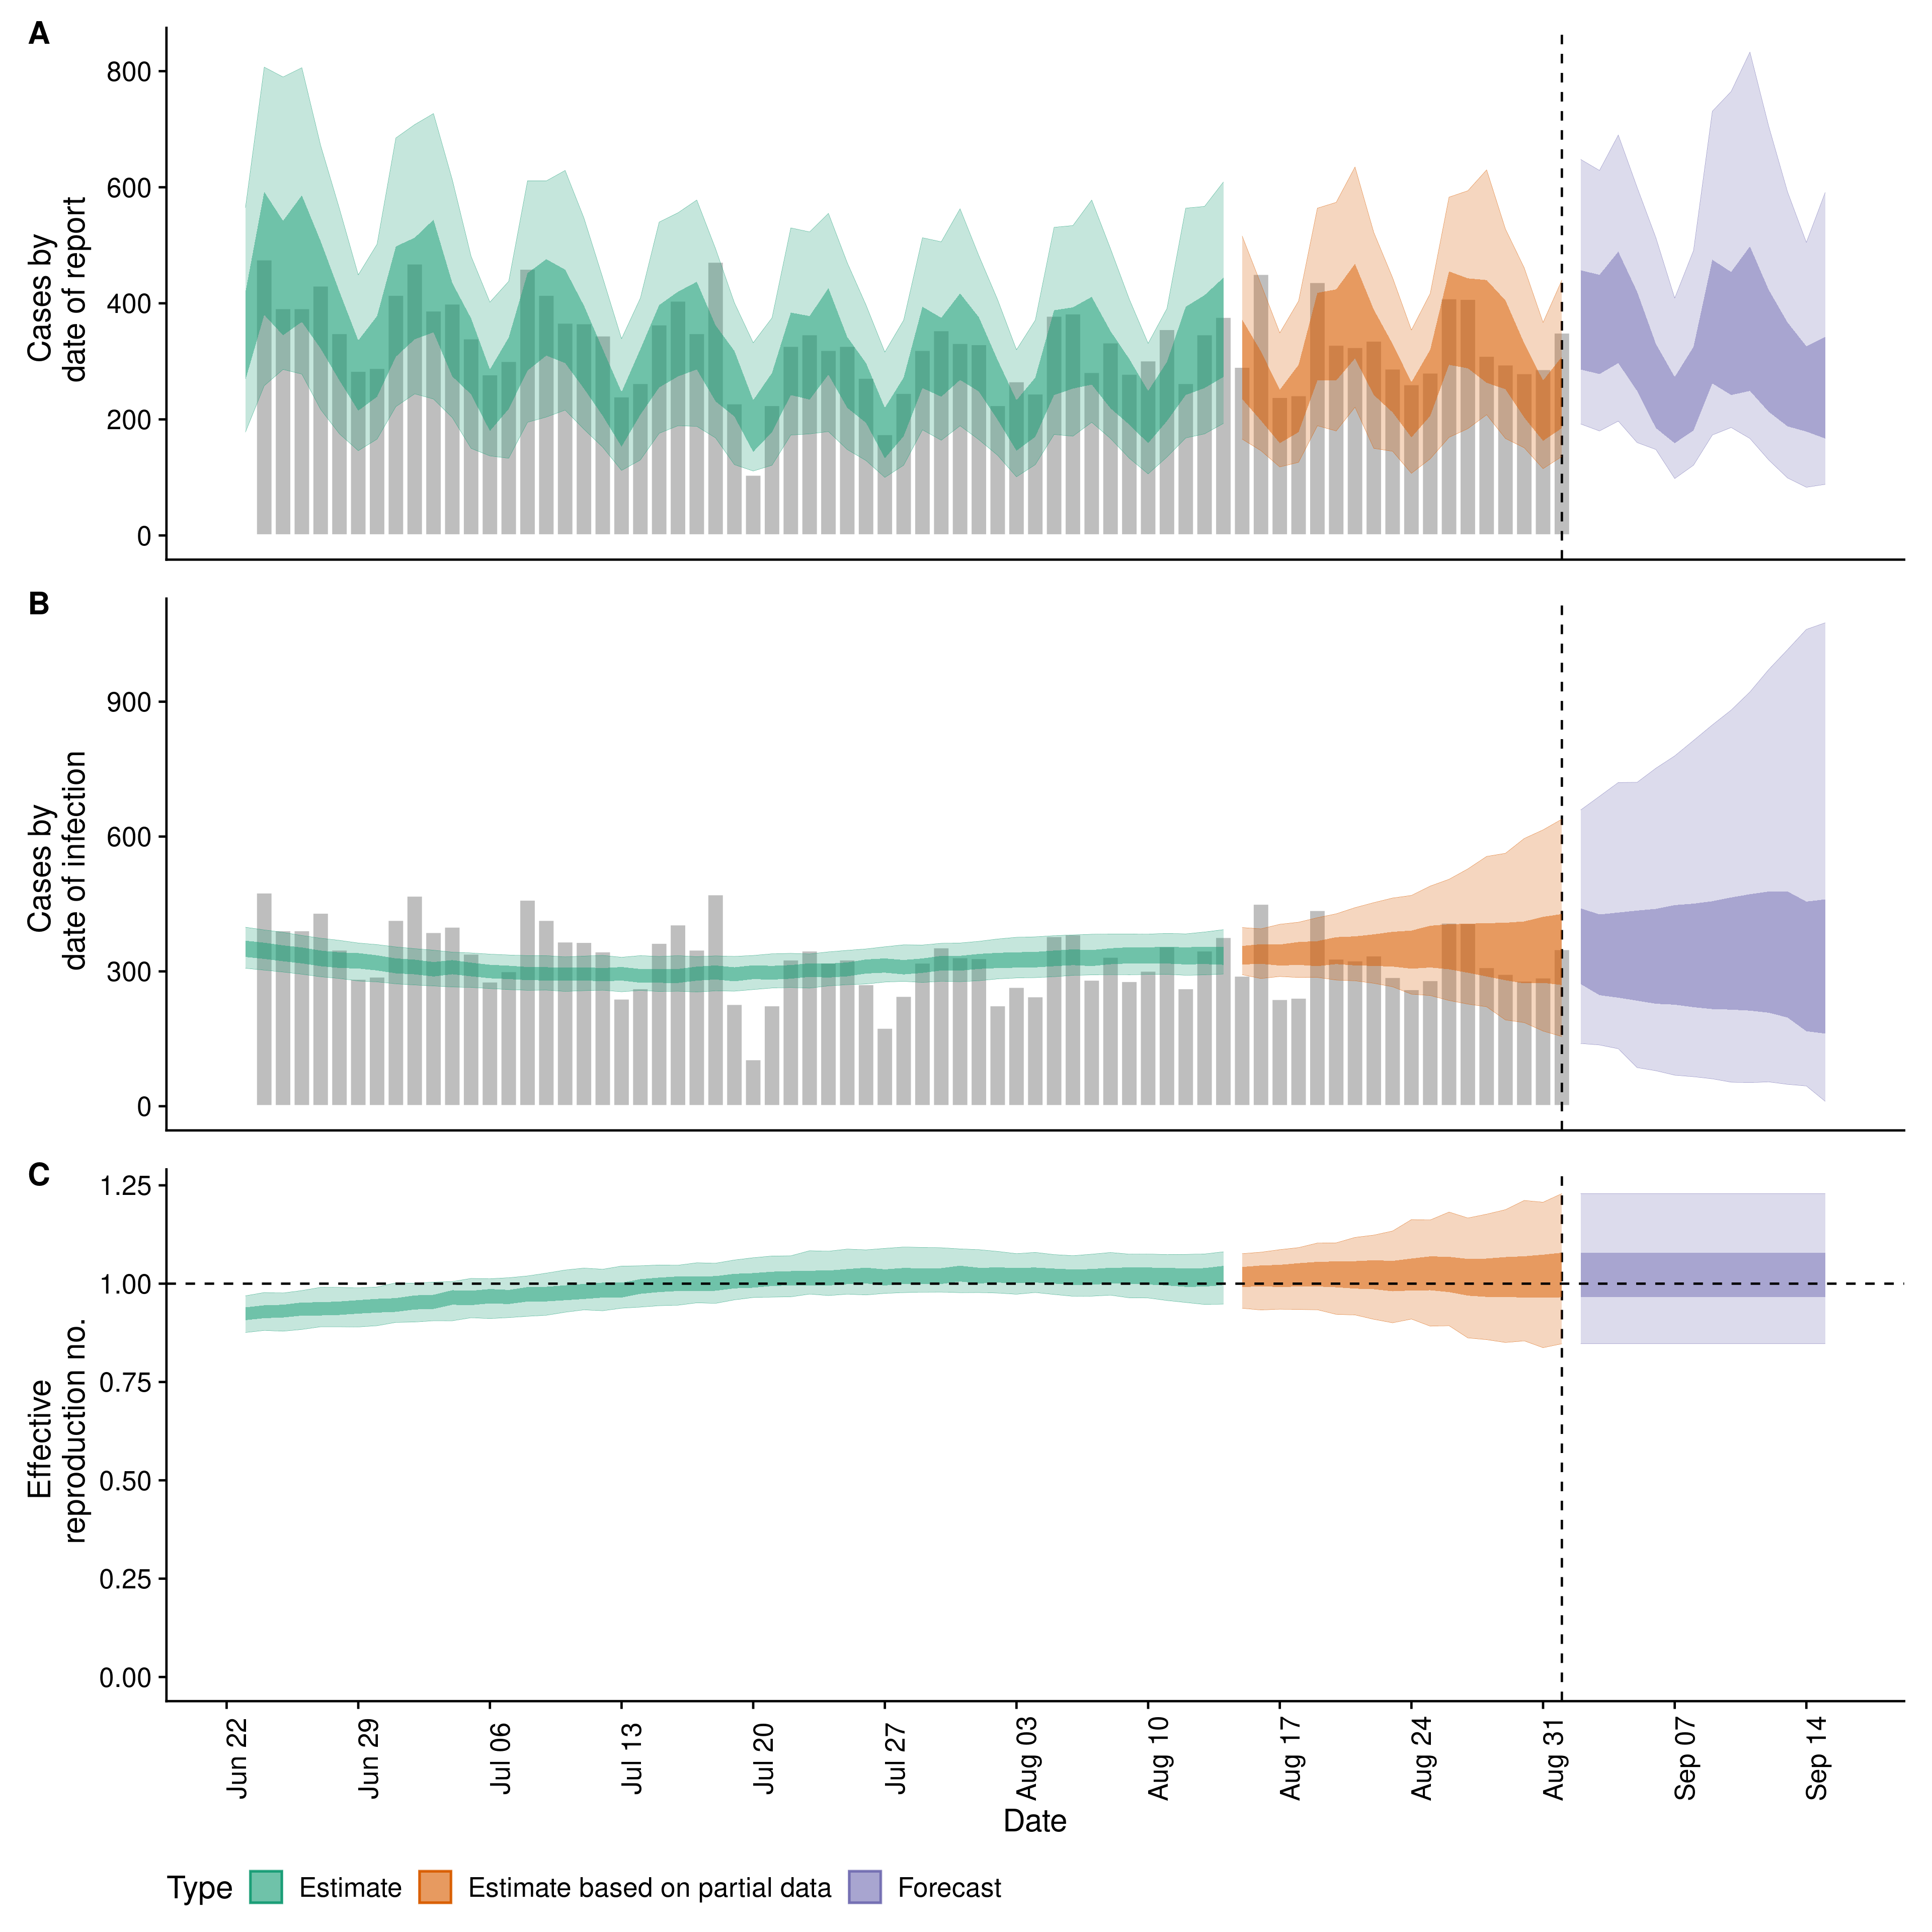 A
Cases by
date of report
800
600
400
200
0
B
Cases by
date of infection
900
600
300
0
C
Effective
reproduction no.
1.25
1.00
0.75
0.50
0.25
0.00
Jun 22
Jun 29
Jul 06
Jul 13
Jul 20
Jul 27
Aug 03
Aug 10
Aug 17
Aug 24
Aug 31
Sep 07
Sep 14
Date
Type Estimate Estimate based on partial data Forecast